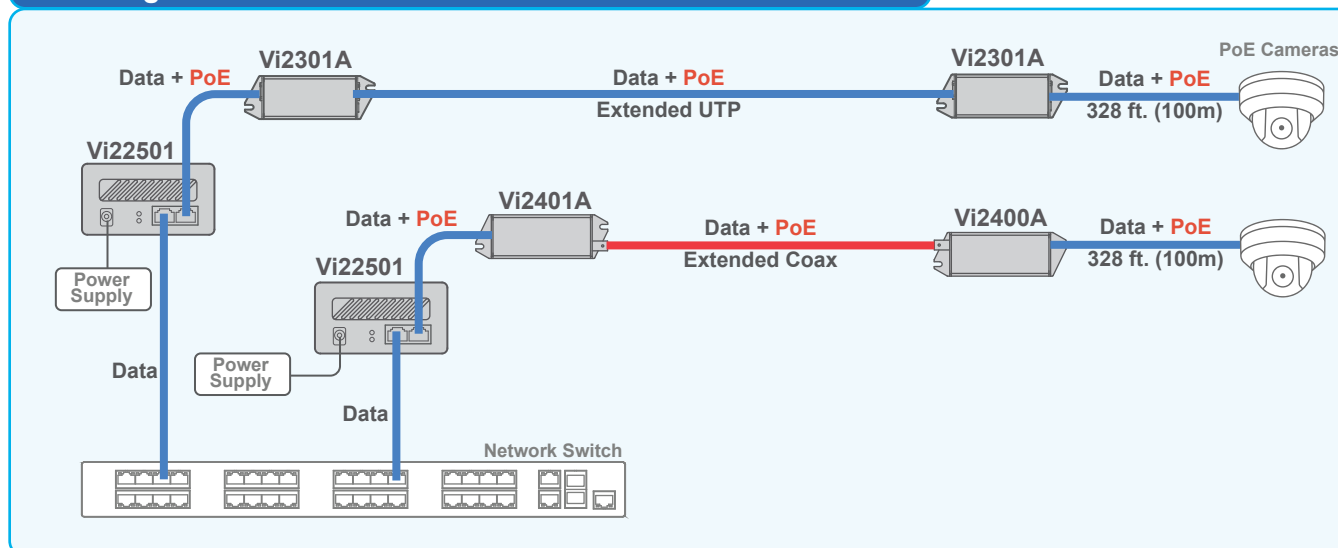 Vi2301A
Data + PoE
Data + PoE
Extended UTP
Vi2301A
Data + PoE
328 ft. (100m)
PoE Cameras
Vi22501
Power
Supply
Data
Vi2401A
Data + PoE
Data + PoE
Extended Coax
Vi2400A
Data + PoE
328 ft. (100m)
Vi22501
Power
Supply
Data
Network Switch